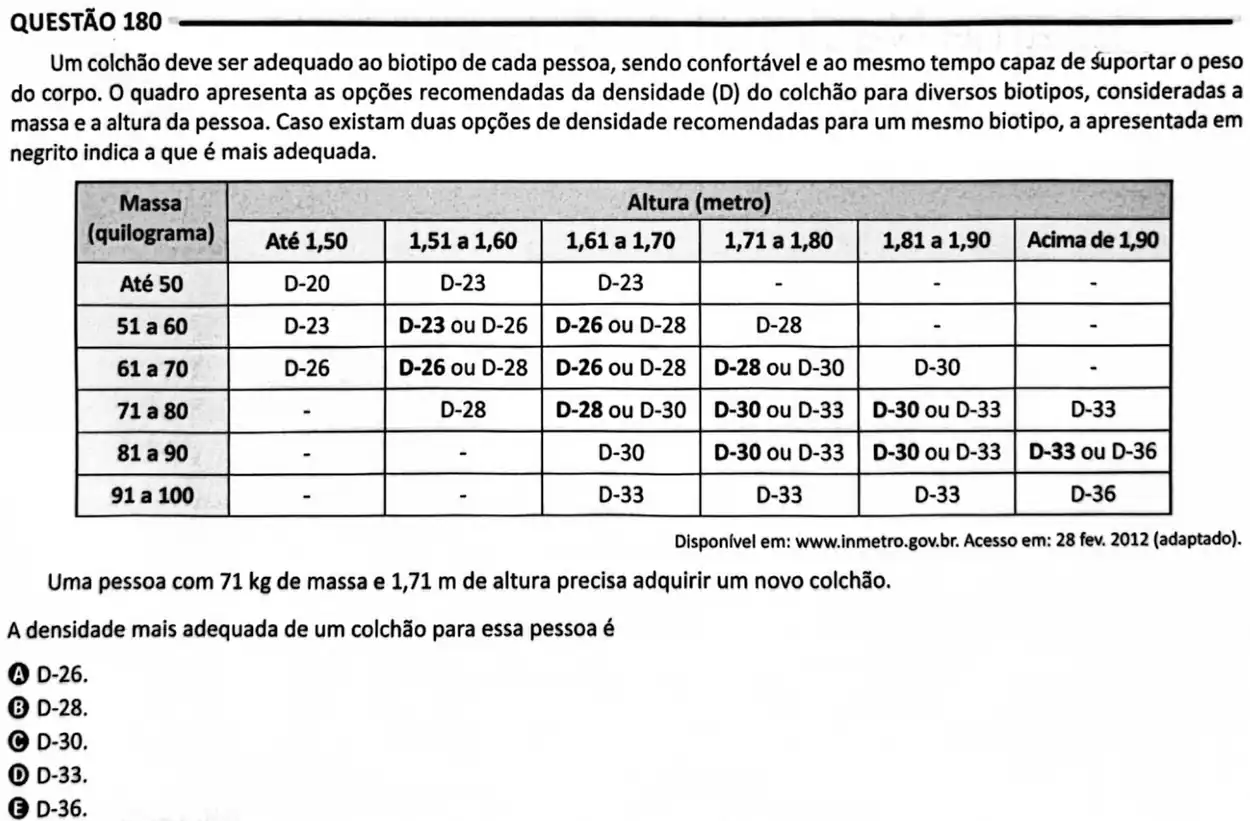 QUESTÃO 180
Um colchão deve ser adequado ao biotipo de cada pessoa, sendo confortável e ao mesmo tempo capaz de suportar o peso
do corpo. O quadro apresenta as opções recomendadas da densidade (D) do colchão para diversos biotipos, consideradas a
massa e a altura da pessoa. Caso existam duas opções de densidade recomendadas para um mesmo biotipo, a apresentada em
negrito indica a que é mais adequada.
Massa (quilograma) Altura (metro)
Até 1,50 1,51 a 1,60 1,61 a 1,70 1,71 a 1,80 1,81 a 1,90 Acima de 1,90
Até 50 D-20 D-23 D-23 - - -
51 a 60 D-23 D-23 ou D-26 D-26 ou D-28 D-28 - -
61 a 70 D-26 D-26 ou D-28 D-26 ou D-28 D-28 ou D-30 D-30 -
71 a 80 - D-28 D-28 ou D-30 D-30 ou D-33 D-30 ou D-33 D-33
81 a 90 - - D-30 D-30 ou D-33 D-30 ou D-33 D-33 ou D-36
91 a 100 - - D-33 D-33 D-33 D-36
Disponível em: www.inmetro.gov.br. Acesso em: 28 fev. 2012 (adaptado).
Uma pessoa com 71 kg de massa e 1,71 m de altura precisa adquirir um novo colchão.
A densidade mais adequada de um colchão para essa pessoa é
A D-26.
B D-28.
C D-30.
D D-33.
E D-36.